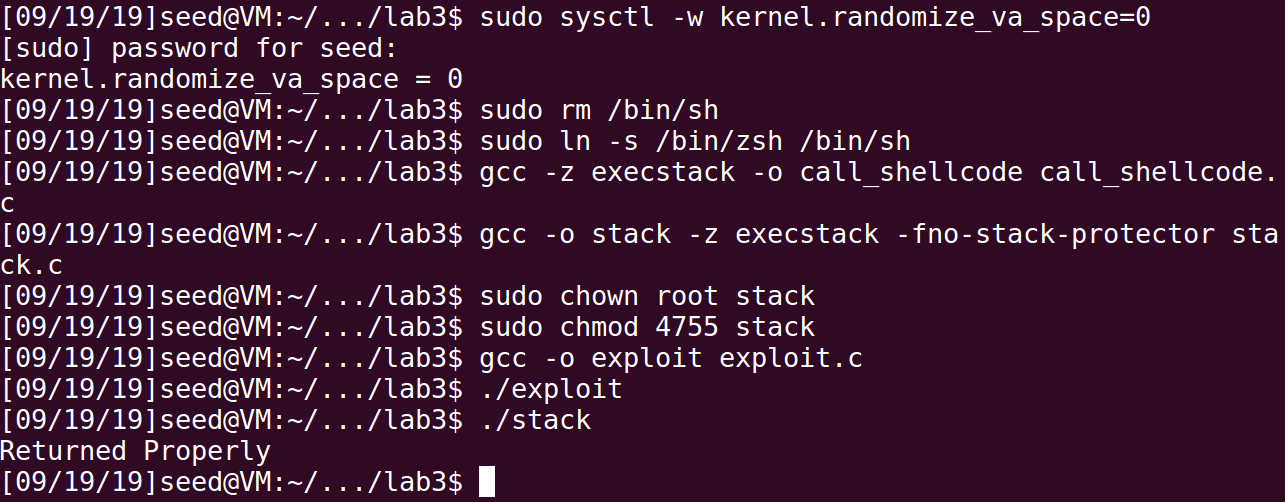 [09/19/19]seed@VM:~/.../lab3$ sudo sysctl -w kernel.randomize_va_space=0
[sudo] password for seed:
kernel.randomize_va_space = 0
[09/19/19]seed@VM:~/.../lab3$ sudo rm /bin/sh
[09/19/19]seed@VM:~/.../lab3$ sudo ln -s /bin/zsh /bin/sh
[09/19/19]seed@VM:~/.../lab3$ gcc -z execstack -o call_shellcode call_shellcode.
c
[09/19/19]seed@VM:~/.../lab3$ gcc -o stack -z execstack -fno-stack-protector sta
ck.c
[09/19/19]seed@VM:~/.../lab3$ sudo chown root stack
[09/19/19]seed@VM:~/.../lab3$ sudo chmod 4755 stack
[09/19/19]seed@VM:~/.../lab3$ gcc -o exploit exploit.c
[09/19/19]seed@VM:~/.../lab3$ ./exploit
[09/19/19]seed@VM:~/.../lab3$ ./stack
Returned Properly
[09/19/19]seed@VM:~/.../lab3$